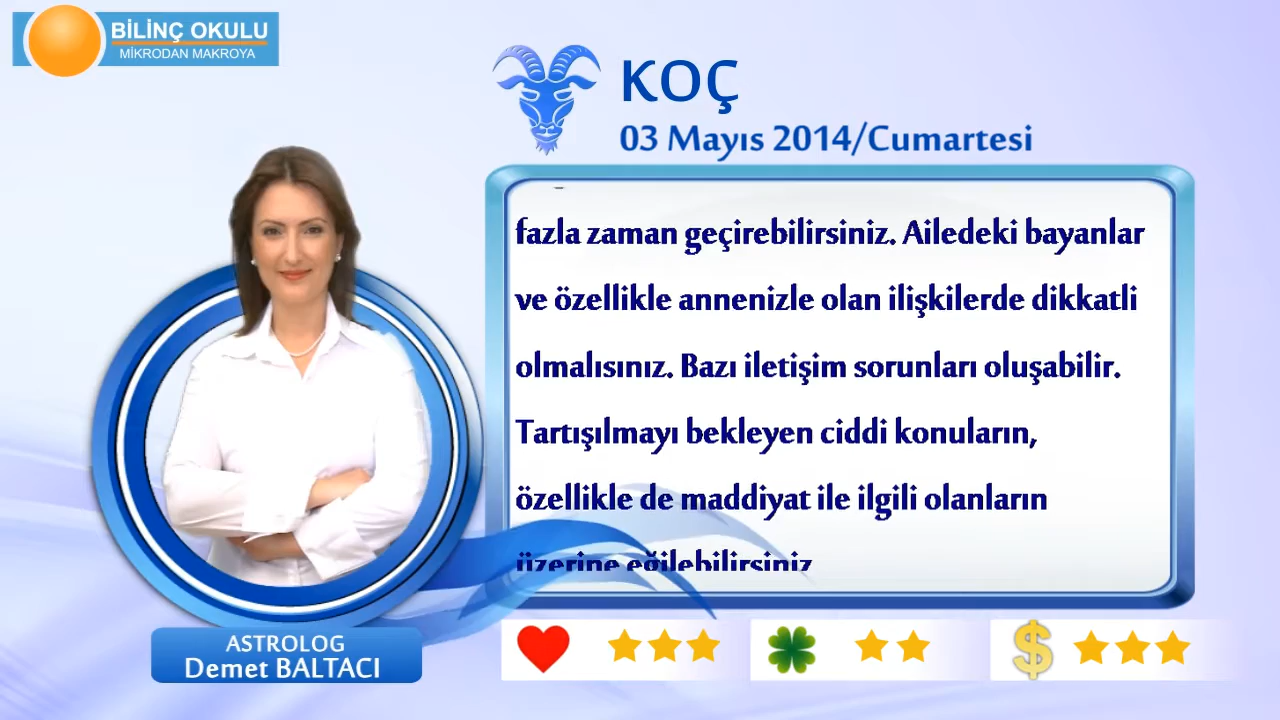 BİLİNÇ OKULU
MİKRODAN MAKROYA
KOÇ
03 Mayıs 2014/Cumartesi
fazla zaman geçirebilirsiniz. Ailedeki bayanlar
ve özellikle annenizle olan ilişkilerde dikkatli
olmalısınız. Bazı iletişim sorunları oluşabilir.
Tartışılmayı bekleyen ciddi konuların,
özellikle de maddiyat ile ilgili olanların
üzerine eğilebilirsiniz
ASTROLOG
Demet BALTACI